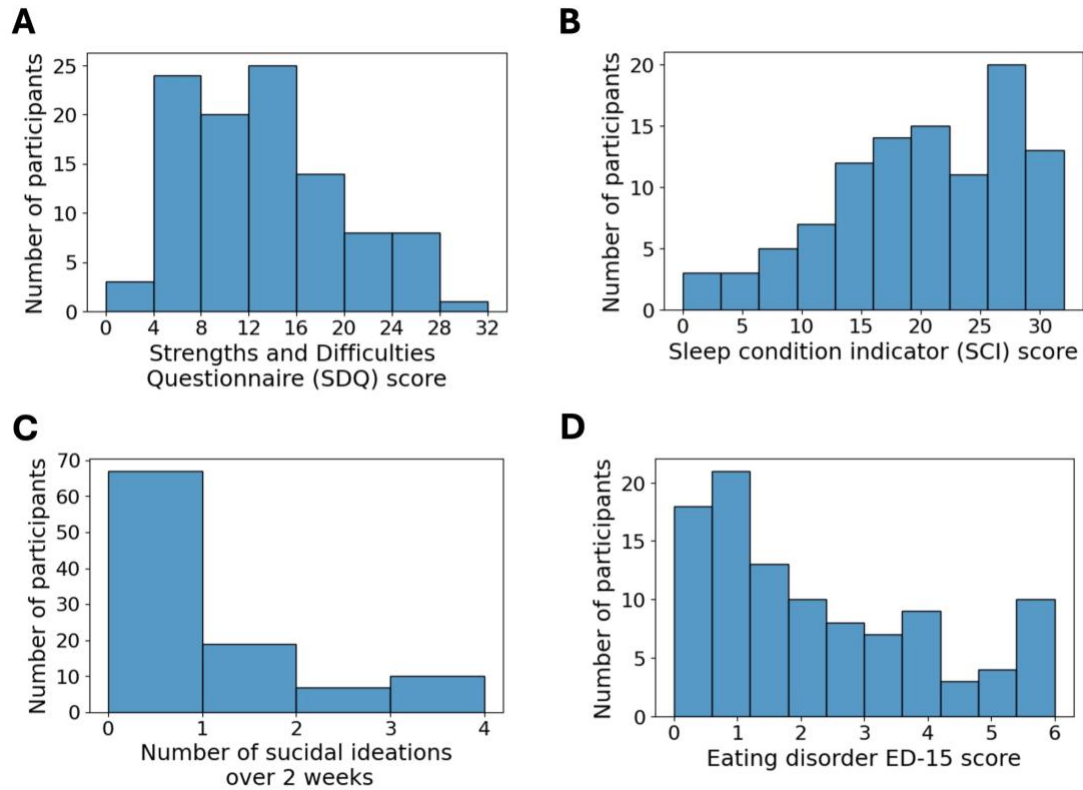 A
Number of participants
25
20
15
10
5
0
0 4 8 12 16 20 24 28 32
Strengths and Difficulties
Questionnaire (SDQ) score
B
Number of participants
20
15
10
5
0
0 5 10 15 20 25 30
Sleep condition indicator (SCI) score
C
Number of participants
70
60
50
40
30
20
10
0
0 1 2 3 4
Number of sucidal ideations
over 2 weeks
D
Number of participants
20
15
10
5
0
0 1 2 3 4 5 6
Eating disorder ED-15 score